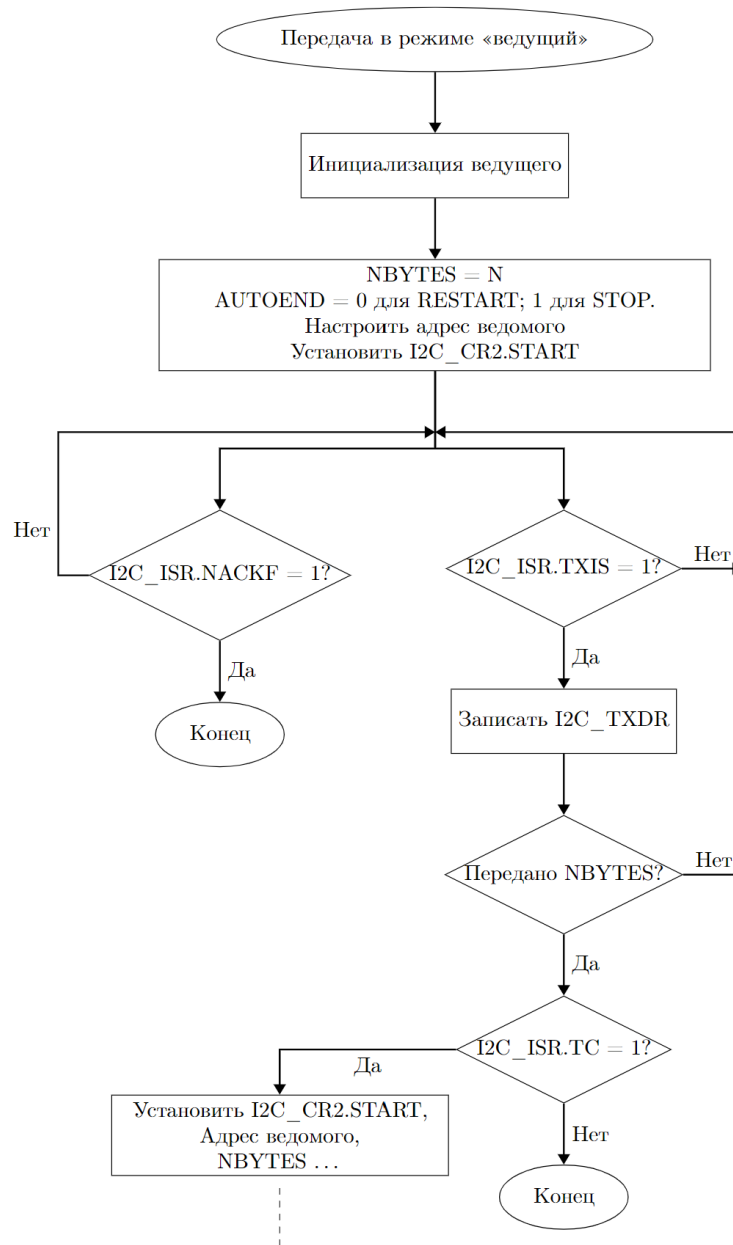 Передача в режиме «ведущий»
Инициализация ведущего
NBYTES = N
AUTOEND = 0 для RESTART; 1 для STOP.
Настроить адрес ведомого
Установить I2C_CR2.START
Нет
I2C_ISR.NACKF = 1?
I2C_ISR.TXIS = 1?
Нет
Да
Да
Конец
Записать I2C_TXDR
Передано NBYTES?
Нет
Да
I2C_ISR.TC = 1?
Да
Установить I2C_CR2.START,
Адрес ведомого,
NBYTES ...
Нет
Конец